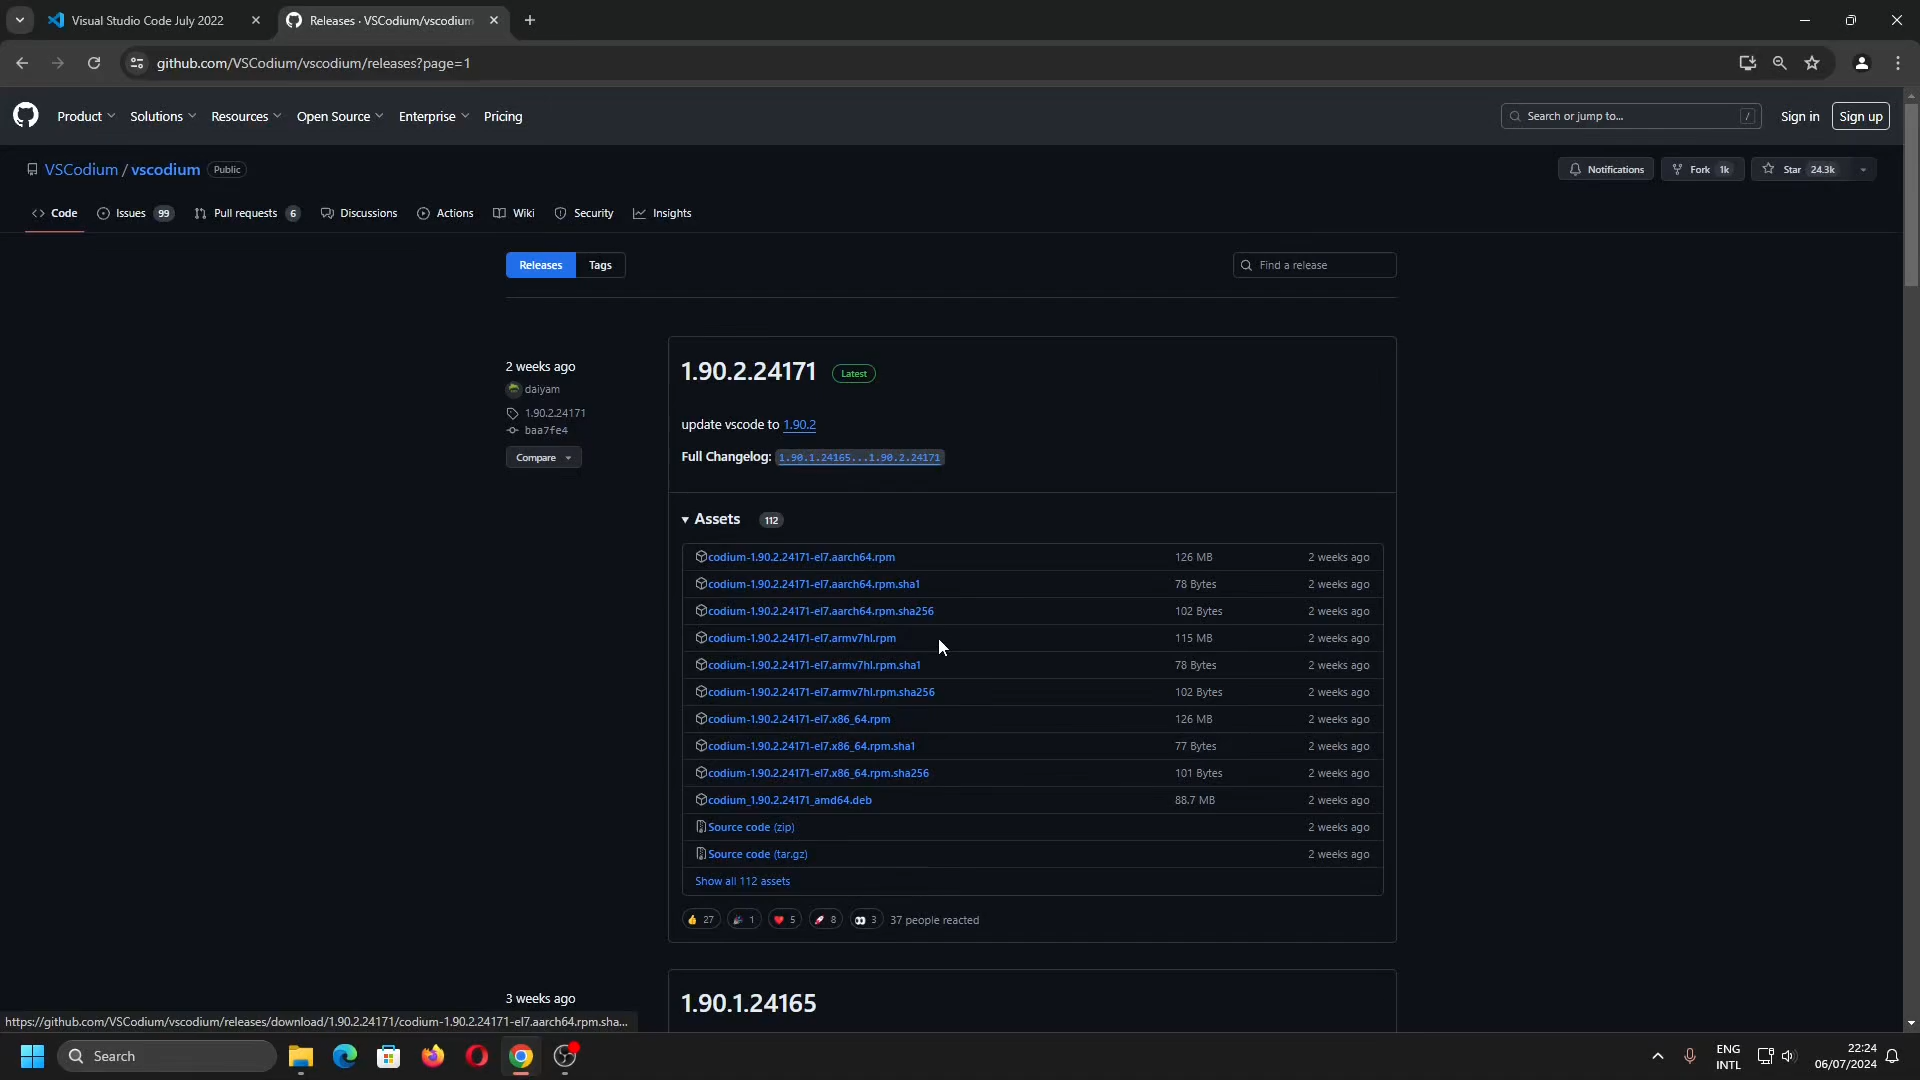 Visual Studio Code July 2022
Releases · VSCodium/vscodium
github.com/VSCodium/vscodium/releases?page=1
Product
Solutions
Resources
Open Source
Enterprise
Pricing
Search or jump to...
/
Sign in
Sign up
VSCodium / vscodium
Public
Notifications
Fork 1k
Star 24.3k
Code
Issues 99
Pull requests 6
Discussions
Actions
Wiki
Security
Insights
Releases
Tags
Find a release
2 weeks ago
daiyam
1.90.2.24171
baa7fe4
Compare
1.90.2.24171
Latest
update vscode to 1.90.2
Full Changelog: 1.90.1.24165...1.90.2.24171
Assets 112
codium-1.90.2.24171-el7.aarch64.rpm 126 MB 2 weeks ago
codium-1.90.2.24171-el7.aarch64.rpm.sha1 78 Bytes 2 weeks ago
codium-1.90.2.24171-el7.aarch64.rpm.sha256 102 Bytes 2 weeks ago
codium-1.90.2.24171-el7.armv7hl.rpm 115 MB 2 weeks ago
codium-1.90.2.24171-el7.armv7hl.rpm.sha1 78 Bytes 2 weeks ago
codium-1.90.2.24171-el7.armv7hl.rpm.sha256 102 Bytes 2 weeks ago
codium-1.90.2.24171-el7.x86_64.rpm 126 MB 2 weeks ago
codium-1.90.2.24171-el7.x86_64.rpm.sha1 77 Bytes 2 weeks ago
codium-1.90.2.24171-el7.x86_64.rpm.sha256 101 Bytes 2 weeks ago
codium_1.90.2.24171_amd64.deb 88.7 MB 2 weeks ago
Source code (zip) 2 weeks ago
Source code (tar.gz) 2 weeks ago
Show all 112 assets
👍 27 🎉 1 ❤️ 5 🚀 8 👀 3 37 people reacted
3 weeks ago
1.90.1.24165
https://github.com/VSCodium/vscodium/releases/download/1.90.2.24171/codium-1.90.2.24171-el7.aarch64.rpm.sha...
Search
ENG
INTL
22:24
06/07/2024